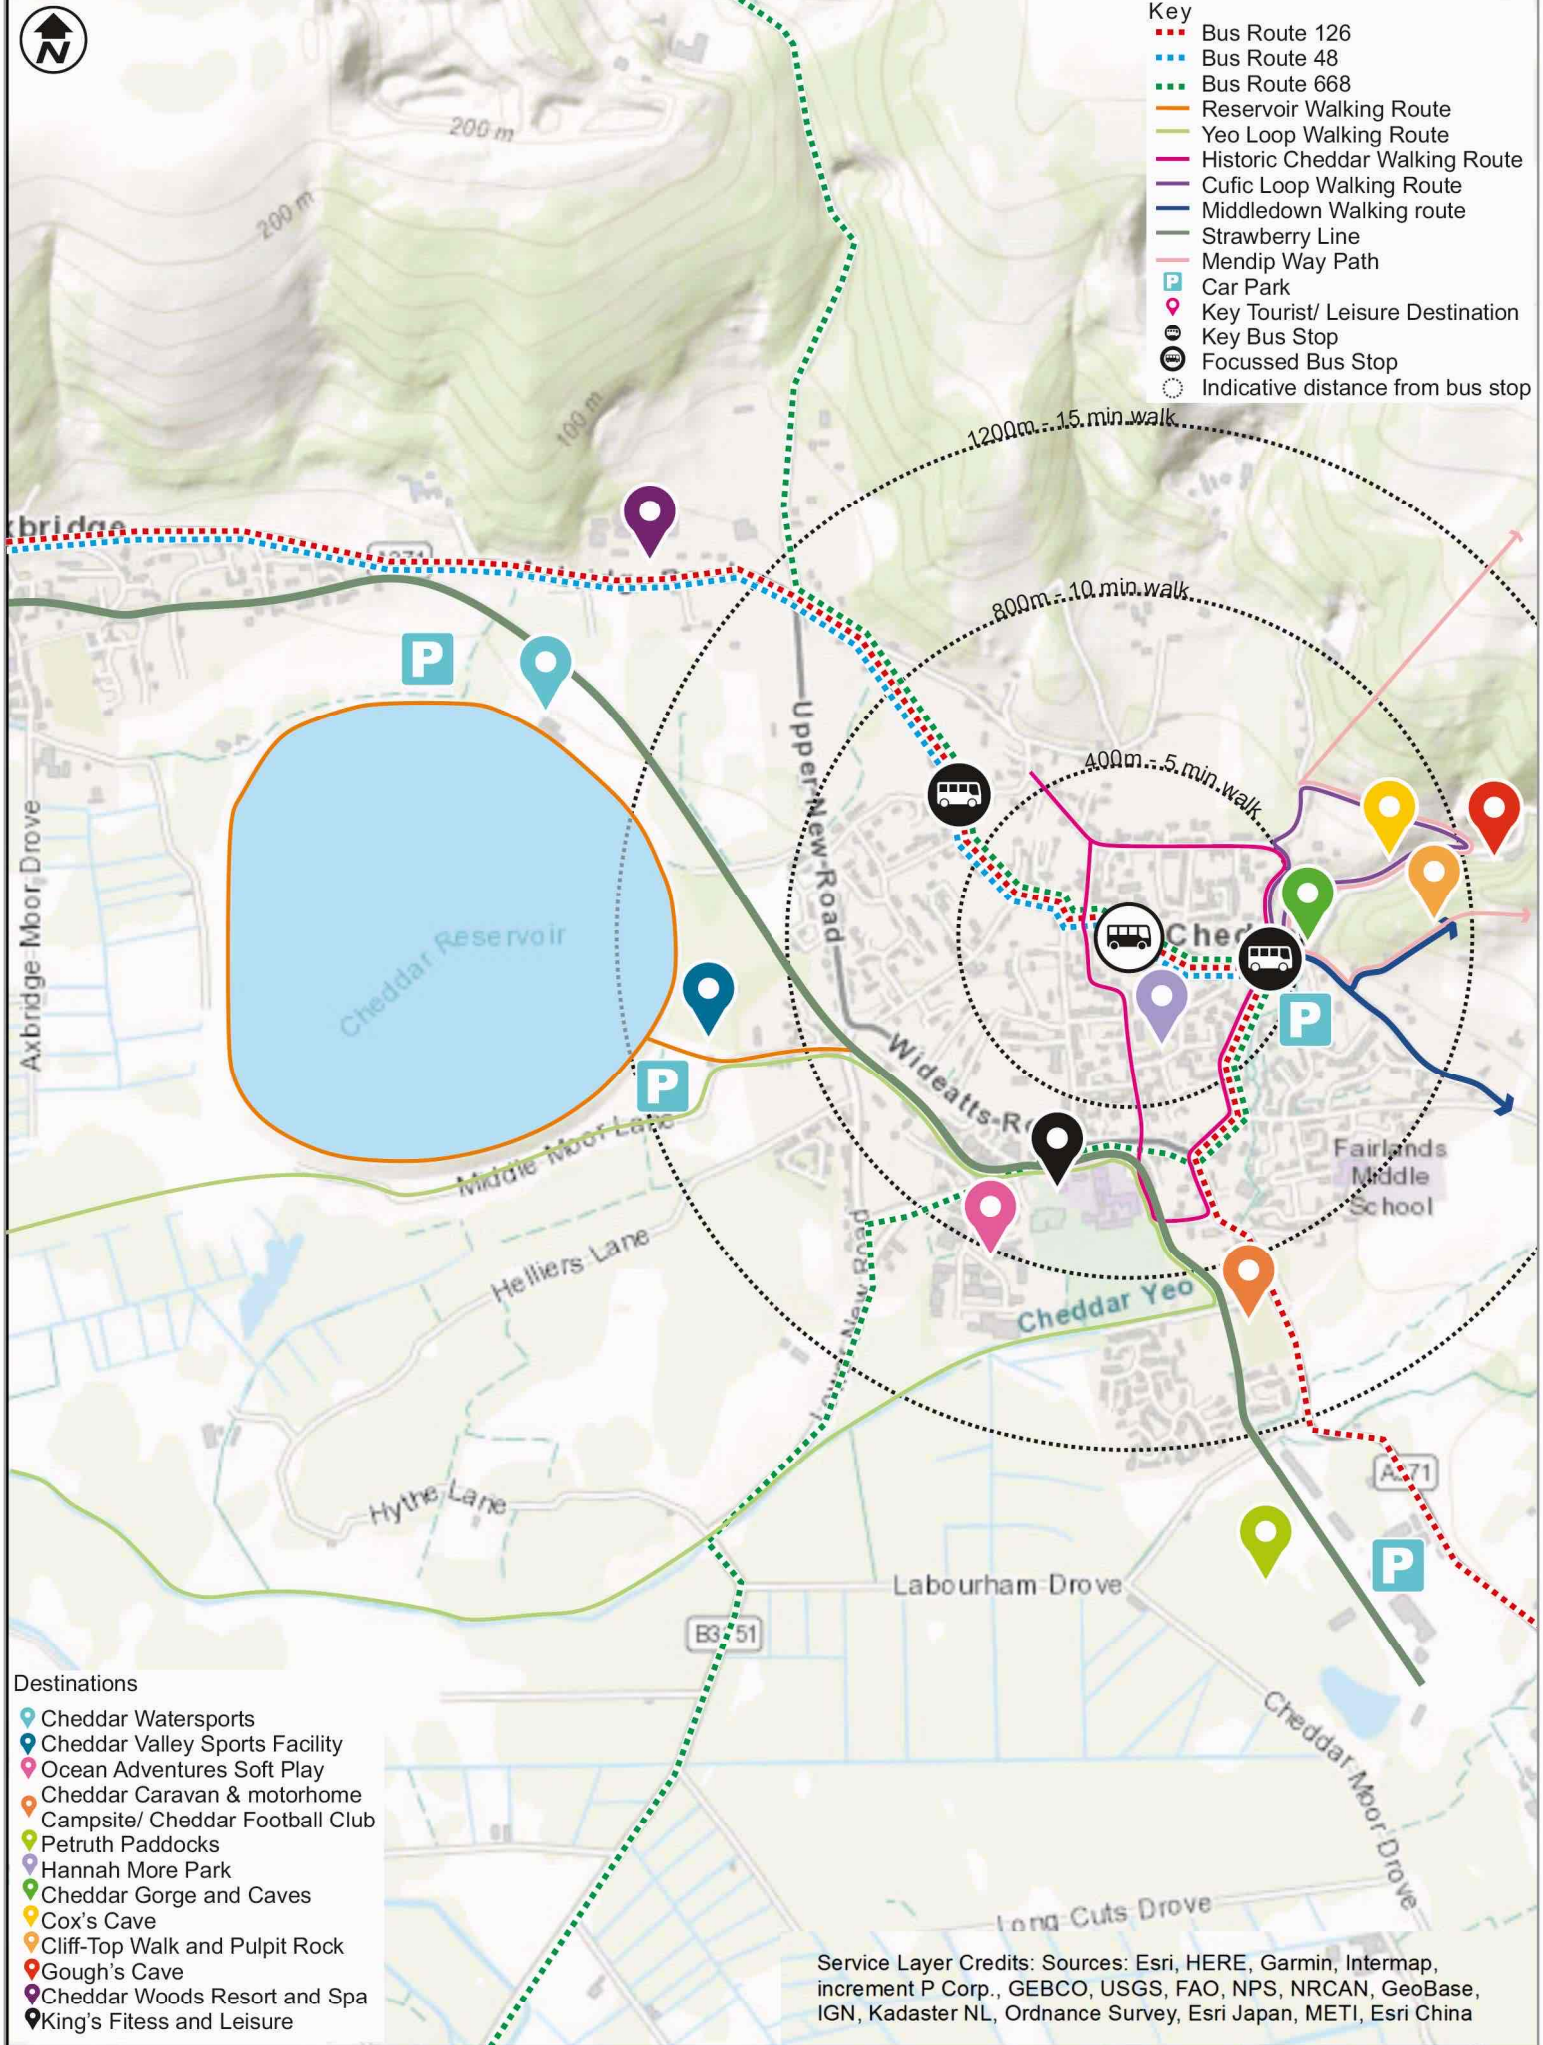 N
Key
Bus Route 126
Bus Route 48
Bus Route 668
Reservoir Walking Route
Yeo Loop Walking Route
Historic Cheddar Walking Route
Cufic Loop Walking Route
Middledown Walking route
Strawberry Line
Mendip Way Path
P Car Park
Key Tourist/ Leisure Destination
Key Bus Stop
Focussed Bus Stop
Indicative distance from bus stop
200 m
200 m
100 m
1200m - 15 min walk
800m - 10 min walk
400m - 5 min walk
xbridge
P
Upper New Road
Axbridge Moor Drove
Cheddar Reservoir
Reservoir
Ched
P
P
Wideatts-Ro
Middle Moor Lane
Fairlands
Middle
School
Helliers Lane
Cheddar Yeo
Hythe Lane
A371
P
Labourham Drove
B3151
Cheddar Moor Drove
Long Cuts Drove
Destinations
Cheddar Watersports
Cheddar Valley Sports Facility
Ocean Adventures Soft Play
Cheddar Caravan & motorhome
Campsite/ Cheddar Football Club
Petruth Paddocks
Hannah More Park
Cheddar Gorge and Caves
Cox's Cave
Cliff-Top Walk and Pulpit Rock
Gough's Cave
Cheddar Woods Resort and Spa
King's Fitess and Leisure
Service Layer Credits: Sources: Esri, HERE, Garmin, Intermap,
increment P Corp., GEBCO, USGS, FAO, NPS, NRCAN, GeoBase,
IGN, Kadaster NL, Ordnance Survey, Esri Japan, METI, Esri China